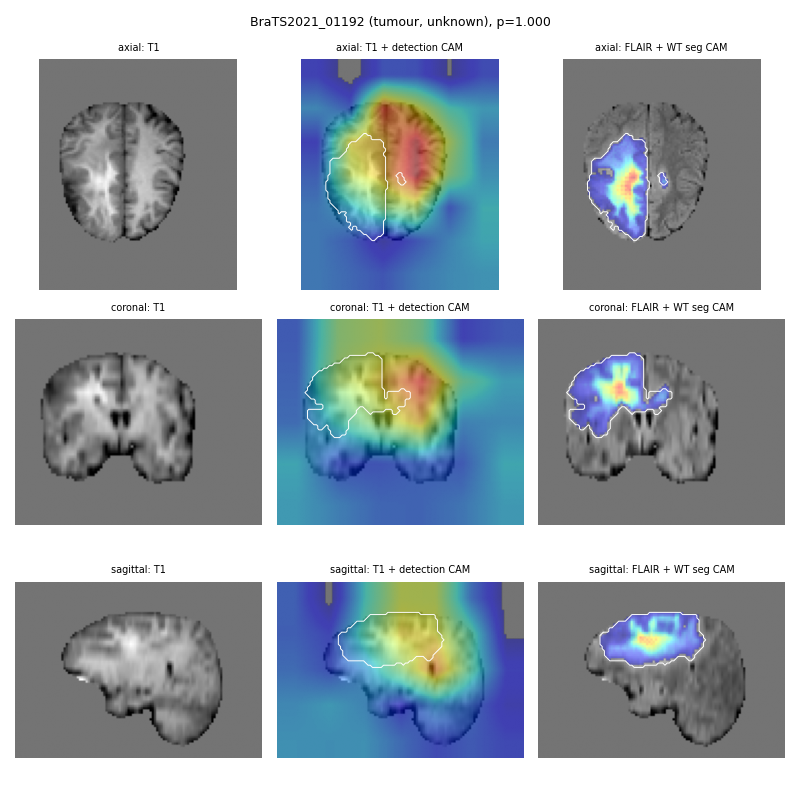 BraTS2021_01192 (tumour, unknown), p=1.000
axial: T1
axial: T1 + detection CAM
axial: FLAIR + WT seg CAM
coronal: T1
coronal: T1 + detection CAM
coronal: FLAIR + WT seg CAM
sagittal: T1
sagittal: T1 + detection CAM
sagittal: FLAIR + WT seg CAM